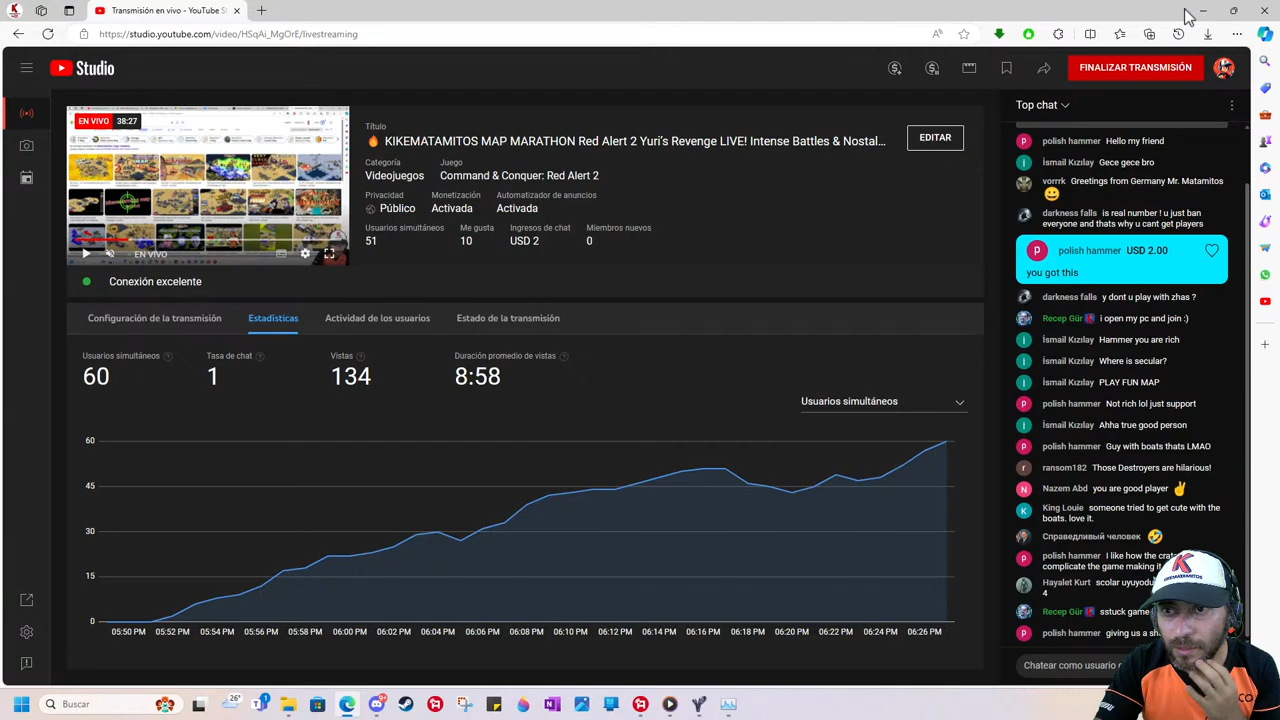 Transmisión en vivo - YouTube S
https://studio.youtube.com/video/HSqAi_MgOrE/livestreaming
Studio
FINALIZAR TRANSMISIÓN
EN VIVO 38:27
EN VIVO
Título
KIKEMATAMITOS MAP MARATHON Red Alert 2 Yuri's Revenge LIVE!
TAR
Categoría
Juego
Videojuegos
Command & Conquer: Red Alert 2
Privacidad
Monetización
Automatizador de anuncios
Público
Activada
Activada
Usuarios simultáneos
Me gusta
Ingresos de chat
Miembros nuevos
51
10
USD 2
0
Conexión excelente
Configuración de la transmisión
Estadísticas
Actividad de los usuarios
Estado de la transmisión
Usuarios simultáneos
Tasa de chat
Vistas
Duración promedio de vistas
60
1
134
8:58
Usuarios simultáneos
60
45
30
15
0
05:50 PM 05:52 PM 05:54 PM 05:56 PM 05:58 PM 06:00 PM 06:02 PM 06:04 PM 06:06 PM 06:08 PM 06:10 PM 06:12 PM 06:14 PM 06:16 PM 06:18 PM 06:20 PM 06:22 PM 06:24 PM 06:26 PM
Top chat
polish hammer Hello my friend
İsmail Kızılay Gece gece bro
Greetings from Germany Mr. Matamitos
darkness falls is real number ! u just ban
everyone and thats why u cant get players
p polish hammer USD 2.00
you got this
darkness falls y dont u play with zhas ?
Recep Gür i open my pc and join :)
İsmail Kızılay Hammer you are rich
İsmail Kızılay Where is secular?
İsmail Kızılay PLAY FUN MAP
polish hammer Not rich lol just support
İsmail Kızılay Ahha true good person
polish hammer Guy with boats thats LMAO
ransom182 Those Destroyers are hilarious!
Nazem Abd you are good player
King Louie someone tried to get cute with the
boats. love it.
Справедливый человек
polish hammer I like how the
complicate the game making it
Hayalet Kurt scolar
4
Recep Gür sstuck game
polish hammer giving us a
Chatear como usuario
KIKEMATAMITOS
Buscar
26°